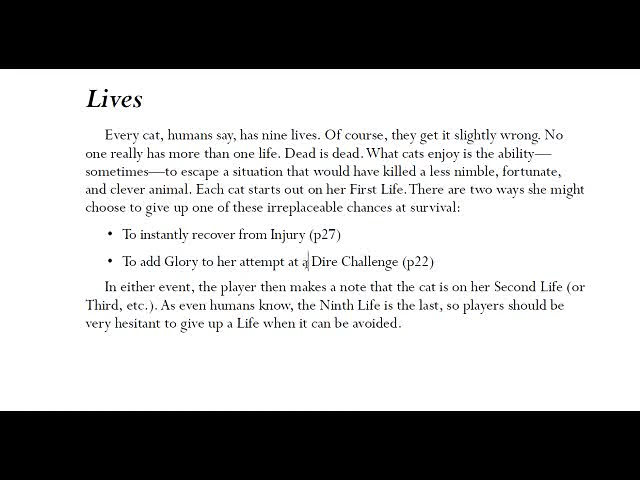 Lives
Every cat, humans say, has nine lives. Of course, they get it slightly wrong. No
one really has more than one life. Dead is dead. What cats enjoy is the ability—
sometimes—to escape a situation that would have killed a less nimble, fortunate,
and clever animal. Each cat starts out on her First Life. There are two ways she might
choose to give up one of these irreplaceable chances at survival:
• To instantly recover from Injury (p27)
• To add Glory to her attempt at a Dire Challenge (p22)
In either event, the player then makes a note that the cat is on her Second Life (or
Third, etc.). As even humans know, the Ninth Life is the last, so players should be
very hesitant to give up a Life when it can be avoided.